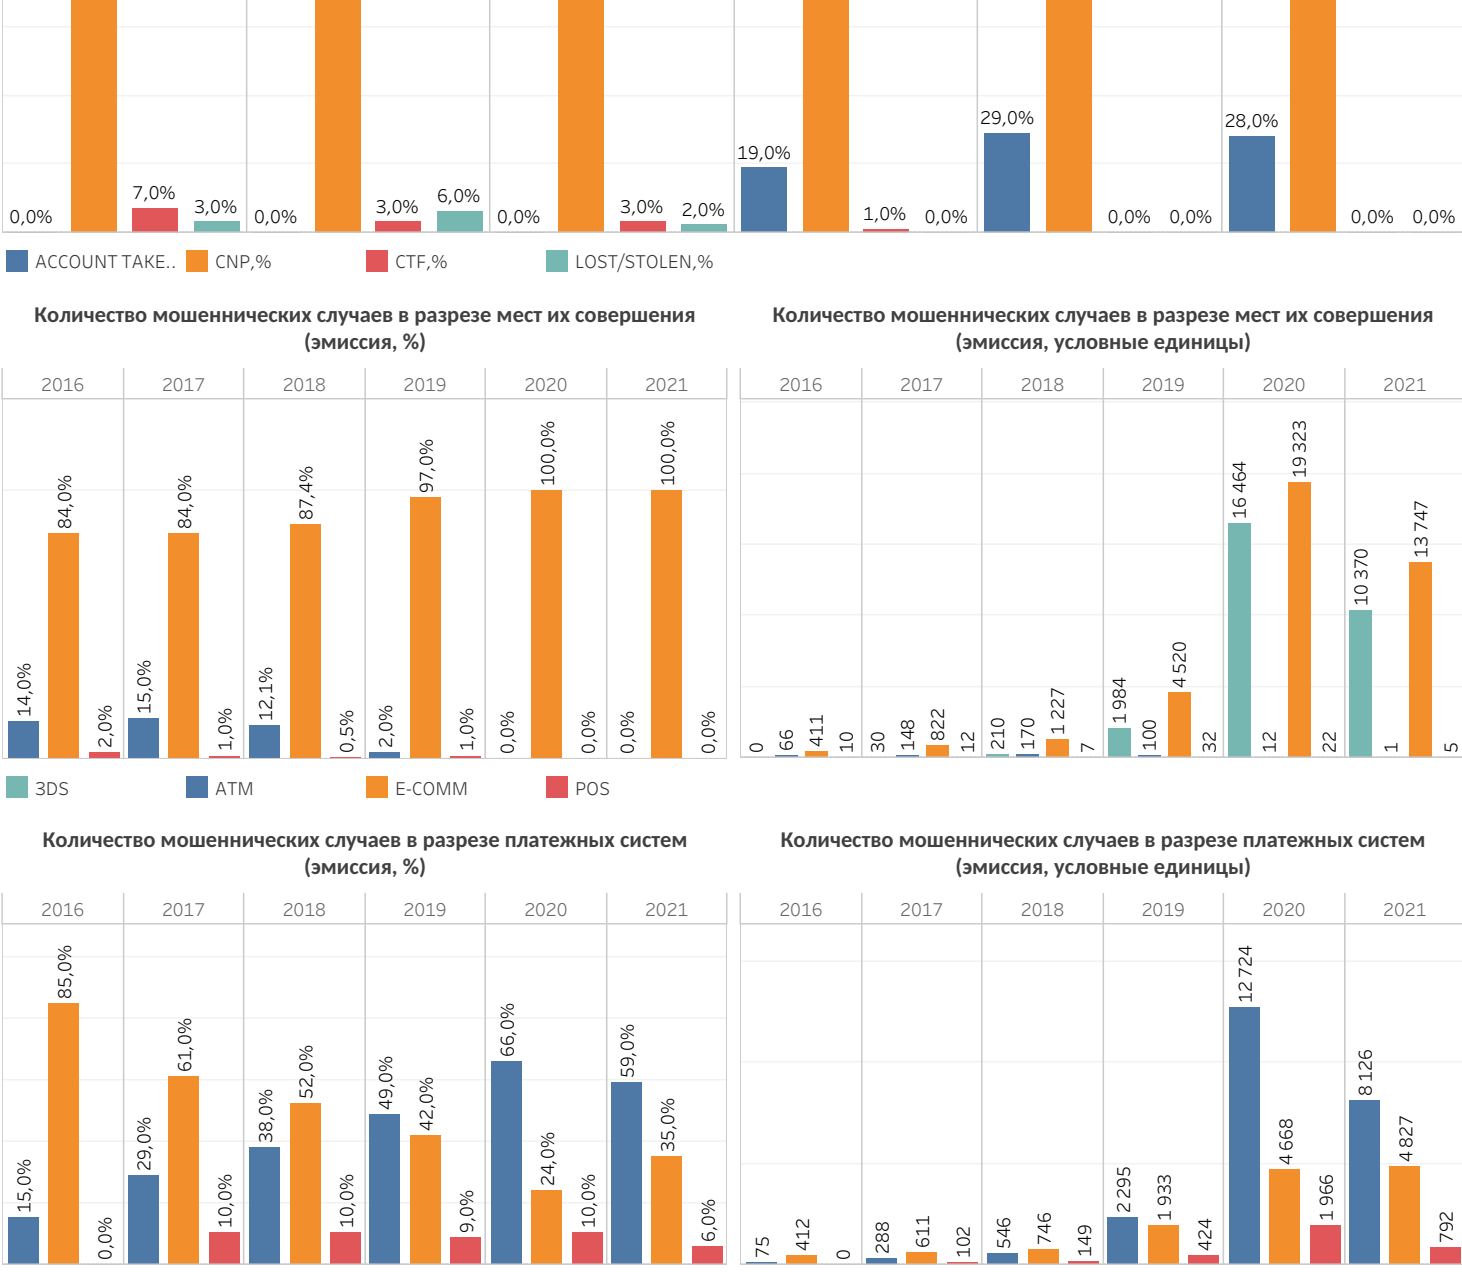 29,0%
28,0%
19,0%
7,0%
6,0%
0,0%
3,0%
0,0%
3,0%
0,0%
3,0%
2,0%
1,0%
0,0%
0,0%
0,0%
0,0%
0,0%
ACCOUNT TAKE.. CNP,% CTF,% LOST/STOLEN,%
Количество мошеннических случаев в разрезе мест их совершения
(эмиссия, %)
2016 2017 2018 2019 2020 2021
14,0% 84,0% 2,0% 15,0% 84,0% 1,0% 12,1% 87,4% 0,5% 2,0% 97,0% 1,0% 0,0% 100,0% 0,0% 0,0% 100,0% 0,0%
3DS ATM E-COMM POS
Количество мошеннических случаев в разрезе мест их совершения
(эмиссия, условные единицы)
2016 2017 2018 2019 2020 2021
0 66 411 10 30 148 822 12 210 170 1 227 7 1 984 100 4 520 32 16 464 12 19 323 22 10 370 1 13 747 5
Количество мошеннических случаев в разрезе платежных систем
(эмиссия, %)
2016 2017 2018 2019 2020 2021
15,0% 85,0% 0,0% 29,0% 61,0% 10,0% 38,0% 52,0% 10,0% 49,0% 42,0% 9,0% 66,0% 24,0% 10,0% 59,0% 35,0% 6,0%
Количество мошеннических случаев в разрезе платежных систем
(эмиссия, условные единицы)
2016 2017 2018 2019 2020 2021
75 412 0 288 611 102 546 746 149 2 295 1 933 424 12 724 4 668 1 966 8 126 4 827 792